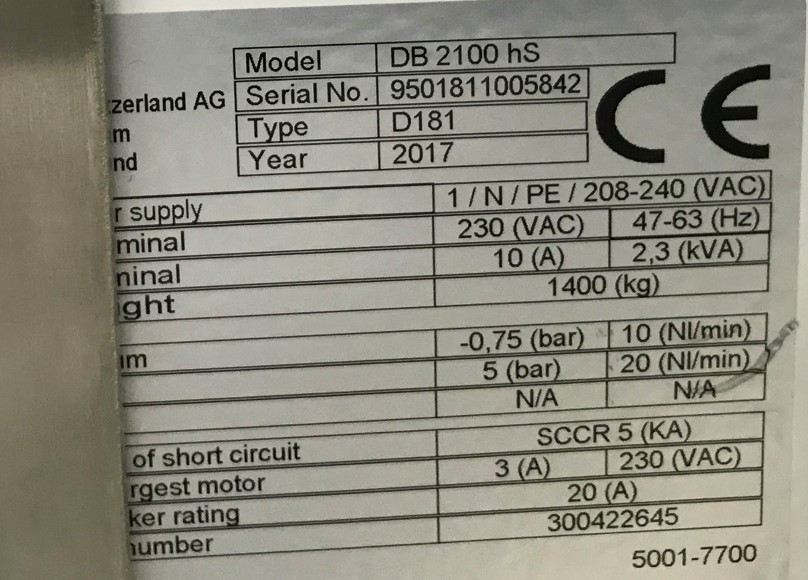 Model DB 2100 hS
zerland AG Serial No. 9501811005842 CE
m Type D181
nd Year 2017
r supply 1 / N / PE / 208-240 (VAC)
minal 230 (VAC) 47-63 (Hz)
ninal 10 (A) 2,3 (kVA)
ght 1400 (kg)
um -0,75 (bar) 10 (Nl/min)
5 (bar) 20 (Nl/min)
N/A N/A
of short circuit SCCR 5 (KA)
rgest motor 3 (A) 230 (VAC)
ker rating 20 (A)
number 300422645
5001-7700